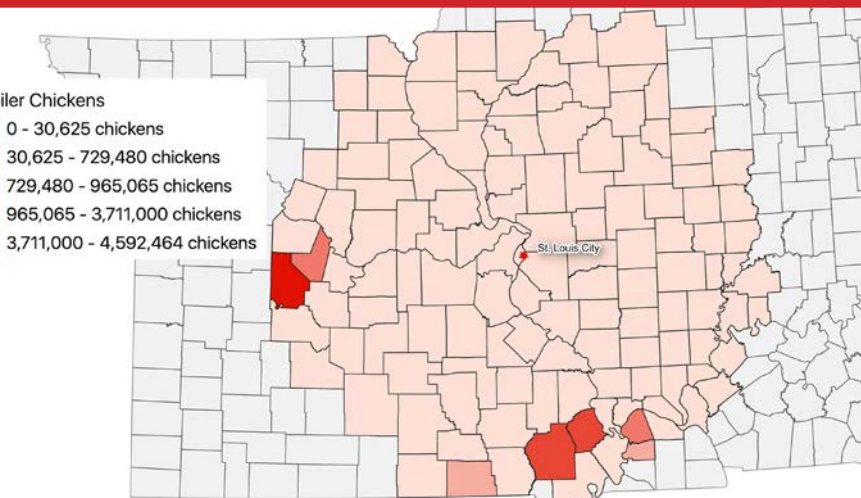 iler Chickens
0 - 30,625 chickens
30,625 - 729,480 chickens
729,480 - 965,065 chickens
965,065 - 3,711,000 chickens
3,711,000 - 4,592,464 chickens
St. Louis City